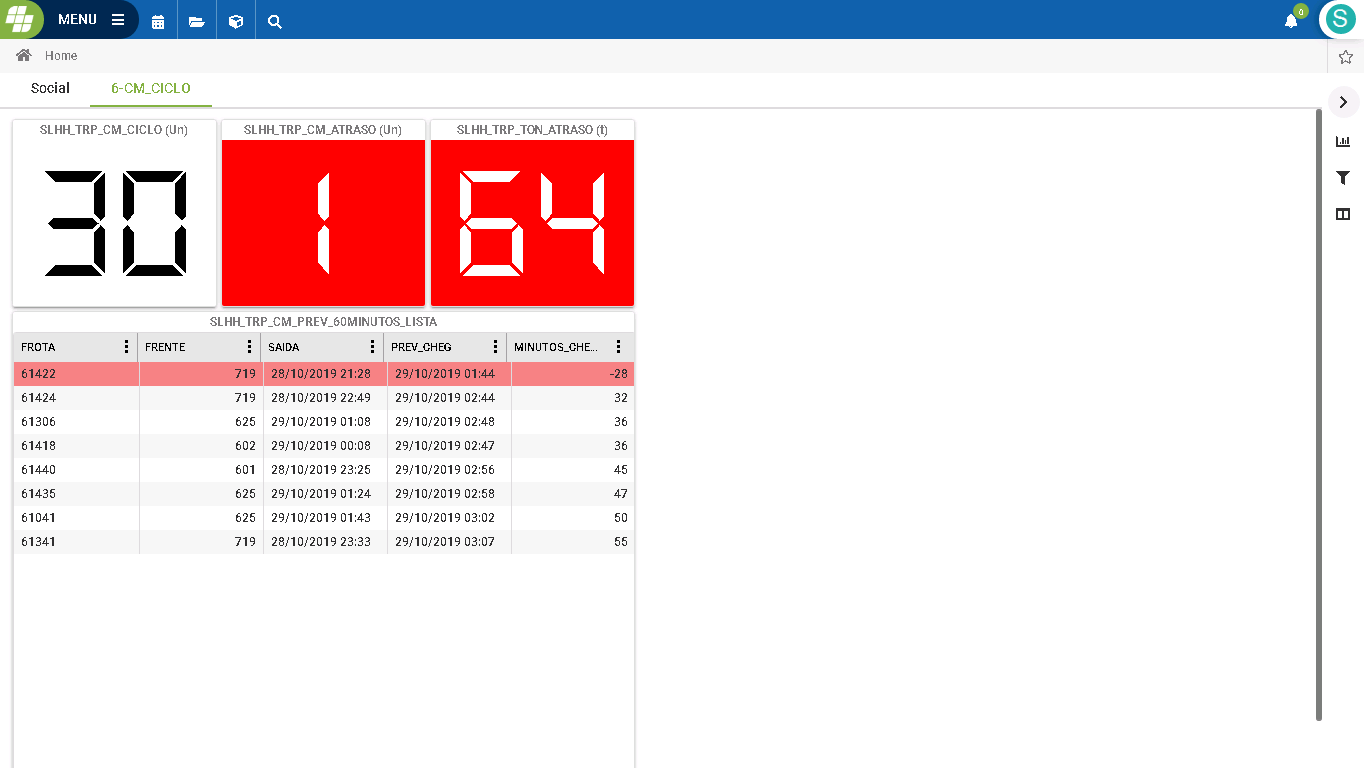 MENU
0
S
Home
Social 6-CM_CICLO
SLHH_TRP_CM_CICLO (Un) SLHH_TRP_CM_ATRASO (Un) SLHH_TRP_TON_ATRASO (t)
30 1 64
SLHH_TRP_CM_PREV_60MINUTOS_LISTA
FROTA FRENTE SAIDA PREV_CHEG MINUTOS_CHE...
61422 719 28/10/2019 21:28 29/10/2019 01:44 -28
61424 719 28/10/2019 22:49 29/10/2019 02:44 32
61306 625 29/10/2019 01:08 29/10/2019 02:48 36
61418 602 29/10/2019 00:08 29/10/2019 02:47 36
61440 601 28/10/2019 23:25 29/10/2019 02:56 45
61435 625 29/10/2019 01:24 29/10/2019 02:58 47
61041 625 29/10/2019 01:43 29/10/2019 03:02 50
61341 719 28/10/2019 23:33 29/10/2019 03:07 55